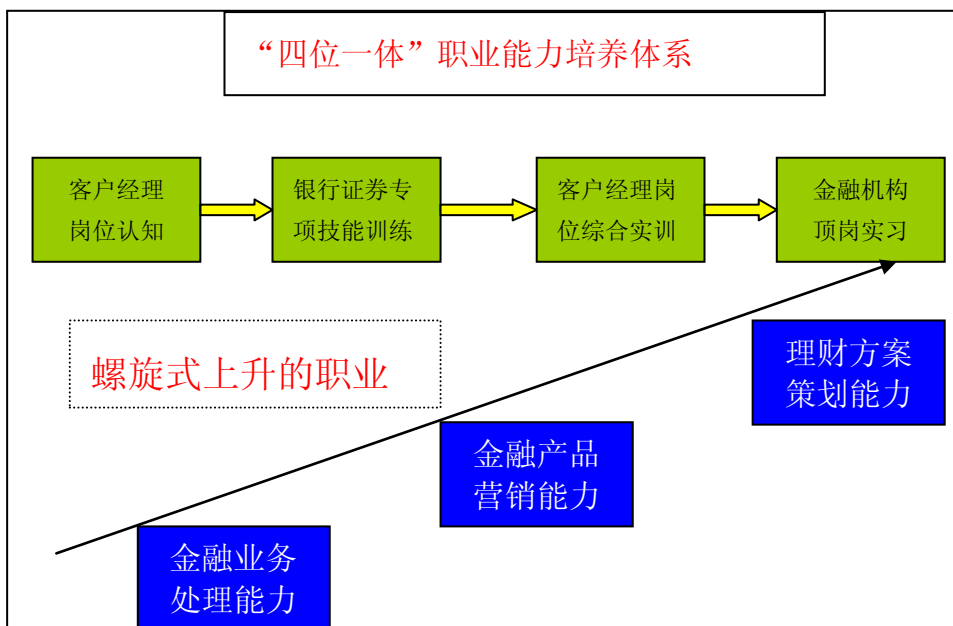 “四位一体”职业能力培养体系
客户经理
岗位认知
银行证券专
项技能训练
客户经理岗
位综合实训
金融机构
顶岗实习
螺旋式上升的职业
理财方案
策划能力
金融产品
营销能力
金融业务
处理能力